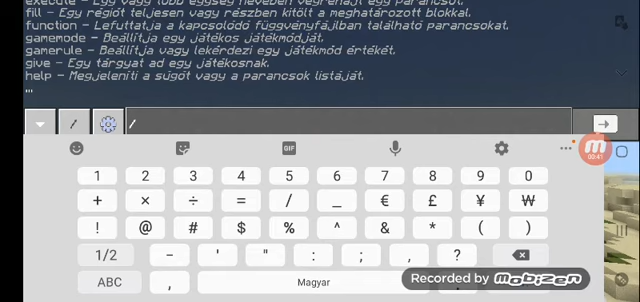 execute - Egy vagy több egység nevében végrehajt egy parancsot.
fill - Egy régiót teljesen vagy részben kitölt a meghatározott blokkal.
function - Lefuttatja a kapcsolódó függvényfájlban található parancsokat.
gamemode - Beállítja egy játékos játékmódját.
gamerule - Beállítja vagy lekérdezi egy játékmód értékét.
give - Egy tárgyat ad egy játékosnak.
help - Megjeleníti a súgót vagy a parancsok listáját.
'''
/ /
GIF
00:41
1 2 3 4 5 6 7 8 9 0
+ × ÷ = / _ € £ ¥ ₩
! @ # $ % ^ & * ( )
1/2 - ' " : ; , ?
ABC , Magyar
Recorded by mobizen